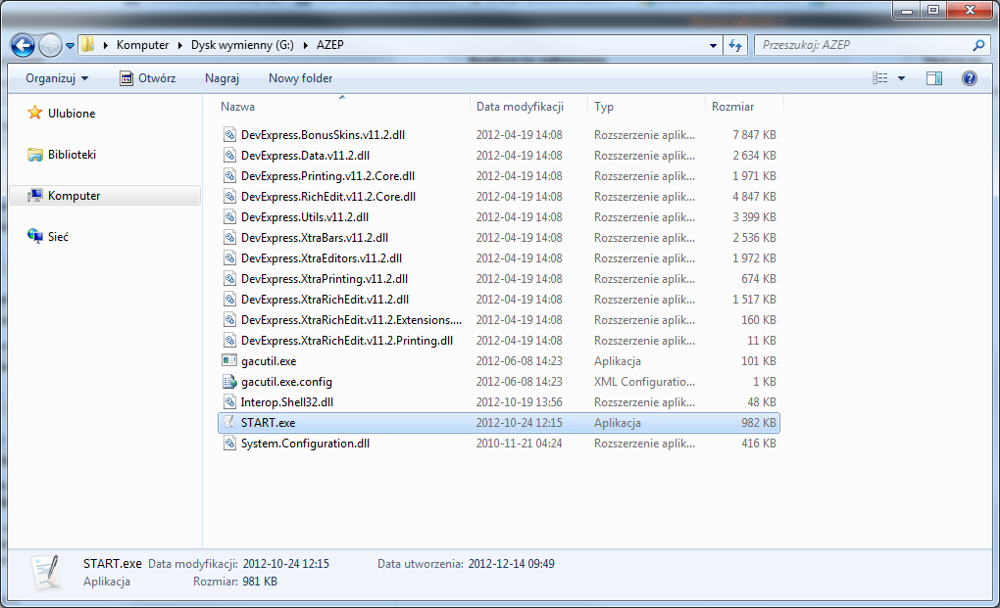 Komputer Dysk wymienny (G:) AZEP Przeszukaj: AZEP
Organizuj Otwórz Nagraj Nowy folder
Ulubione
Biblioteki
Komputer
Sieć
Nazwa Data modyfikacji Typ Rozmiar
DevExpress.BonusSkins.v11.2.dll 2012-04-19 14:08 Rozszerzenie aplik... 7 847 KB
DevExpress.Data.v11.2.dll 2012-04-19 14:08 Rozszerzenie aplik... 2 634 KB
DevExpress.Printing.v11.2.Core.dll 2012-04-19 14:08 Rozszerzenie aplik... 1 971 KB
DevExpress.RichEdit.v11.2.Core.dll 2012-04-19 14:08 Rozszerzenie aplik... 4 847 KB
DevExpress.Utils.v11.2.dll 2012-04-19 14:08 Rozszerzenie aplik... 3 399 KB
DevExpress.XtraBars.v11.2.dll 2012-04-19 14:08 Rozszerzenie aplik... 2 536 KB
DevExpress.XtraEditors.v11.2.dll 2012-04-19 14:08 Rozszerzenie aplik... 1 972 KB
DevExpress.XtraPrinting.v11.2.dll 2012-04-19 14:08 Rozszerzenie aplik... 674 KB
DevExpress.XtraRichEdit.v11.2.dll 2012-04-19 14:08 Rozszerzenie aplik... 1 517 KB
DevExpress.XtraRichEdit.v11.2.Extensions.... 2012-04-19 14:08 Rozszerzenie aplik... 160 KB
DevExpress.XtraRichEdit.v11.2.Printing.dll 2012-04-19 14:08 Rozszerzenie aplik... 11 KB
gacutil.exe 2012-06-08 14:23 Aplikacja 101 KB
gacutil.exe.config 2012-06-08 14:23 XML Configuratio... 1 KB
Interop.Shell32.dll 2012-10-19 13:56 Rozszerzenie aplik... 48 KB
START.exe 2012-10-24 12:15 Aplikacja 982 KB
System.Configuration.dll 2010-11-21 04:24 Rozszerzenie aplik... 416 KB
START.exe Data modyfikacji: 2012-10-24 12:15 Data utworzenia: 2012-12-14 09:49
Aplikacja Rozmiar: 981 KB